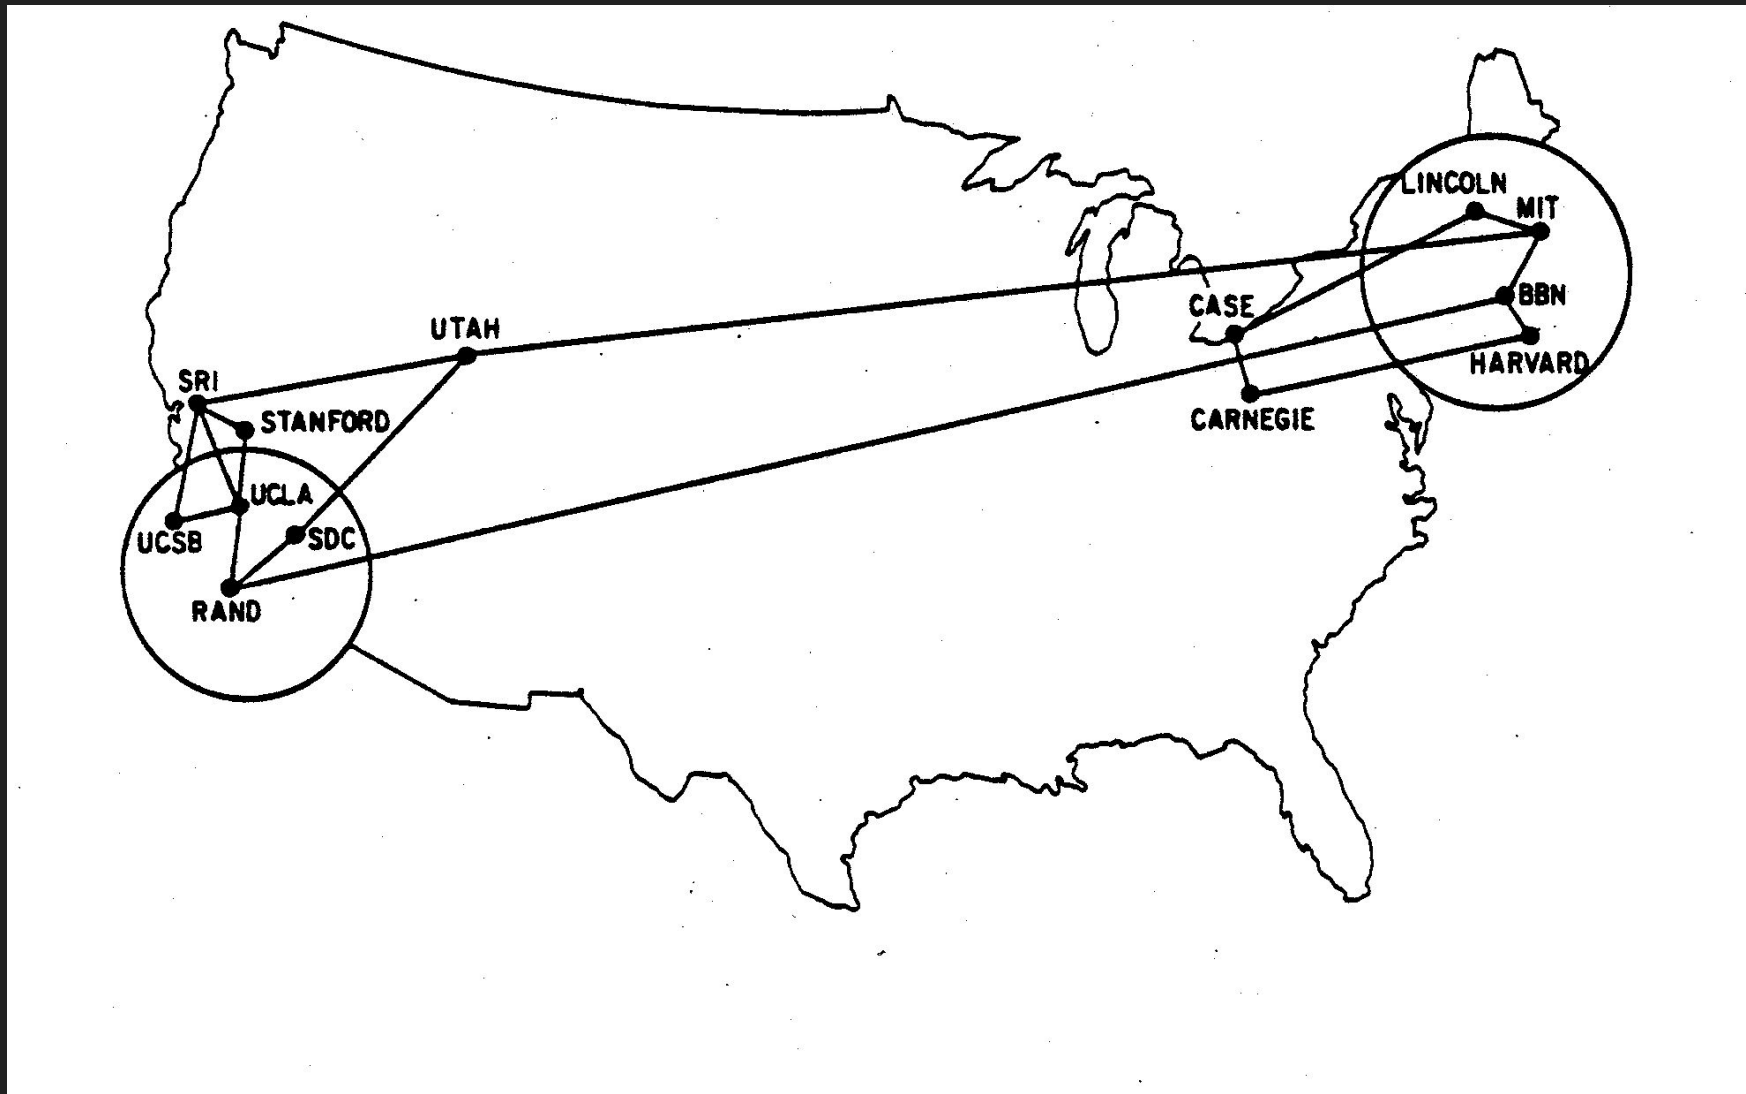 LINCOLN
MIT
CASE
BBN
UTAH
HARVARD
SRI
STANFORD
CARNEGIE
UCLA
UCSB
SDC
RAND